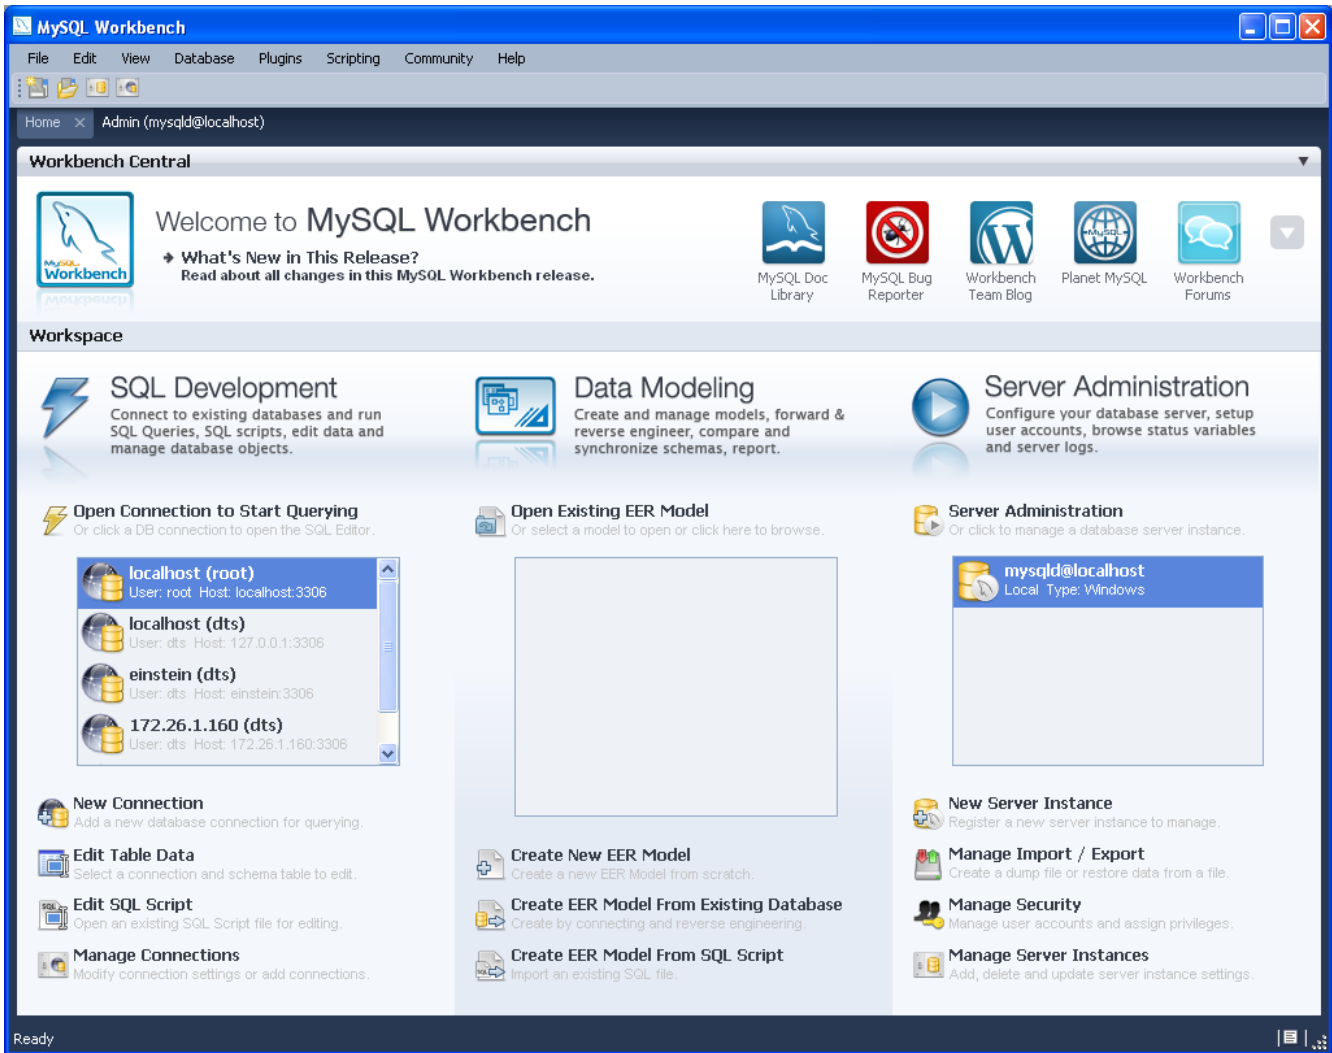 MySQL Workbench
File Edit View Database Plugins Scripting Community Help
Home Admin (mysqld@localhost)
Workbench Central
MySQL
Workbench
Welcome to MySQL Workbench
What's New in This Release?
Read about all changes in this MySQL Workbench release.
MySQL Doc
Library
MySQL Bug
Reporter
Workbench
Team Blog
MySQL
Planet MySQL
Workbench
Forums
Workspace
SQL Development
Connect to existing databases and run
SQL Queries, SQL scripts, edit data and
manage database objects.
Open Connection to Start Querying
Or click a DB connection to open the SQL Editor.
localhost (root)
User: root Host: localhost:3306
localhost (dts)
User: dts Host: 127.0.0.1:3306
einstein (dts)
User: dts Host: einstein:3306
172.26.1.160 (dts)
User: dts Host: 172.26.1.160:3306
New Connection
Add a new database connection for querying.
Edit Table Data
Select a connection and schema table to edit.
SQL
Edit SQL Script
Open an existing SQL Script file for editing.
Manage Connections
Modify connection settings or add connections.
Data Modeling
Create and manage models, forward &
reverse engineer, compare and
synchronize schemas, report.
Open Existing EER Model
Or select a model to open or click here to browse.
Create New EER Model
Create a new EER Model from scratch.
Create EER Model From Existing Database
Create by connecting and reverse engineering.
SQL
Create EER Model From SQL Script
Import an existing SQL file.
Server Administration
Configure your database server, setup
user accounts, browse status variables
and server logs.
Server Administration
Or click to manage a database server instance.
mysqld@localhost
Local Type: Windows
New Server Instance
Register a new server instance to manage.
Manage Import / Export
Create a dump file or restore data from a file.
Manage Security
Manage user accounts and assign privileges.
Manage Server Instances
Add, delete and update server instance settings.
Ready